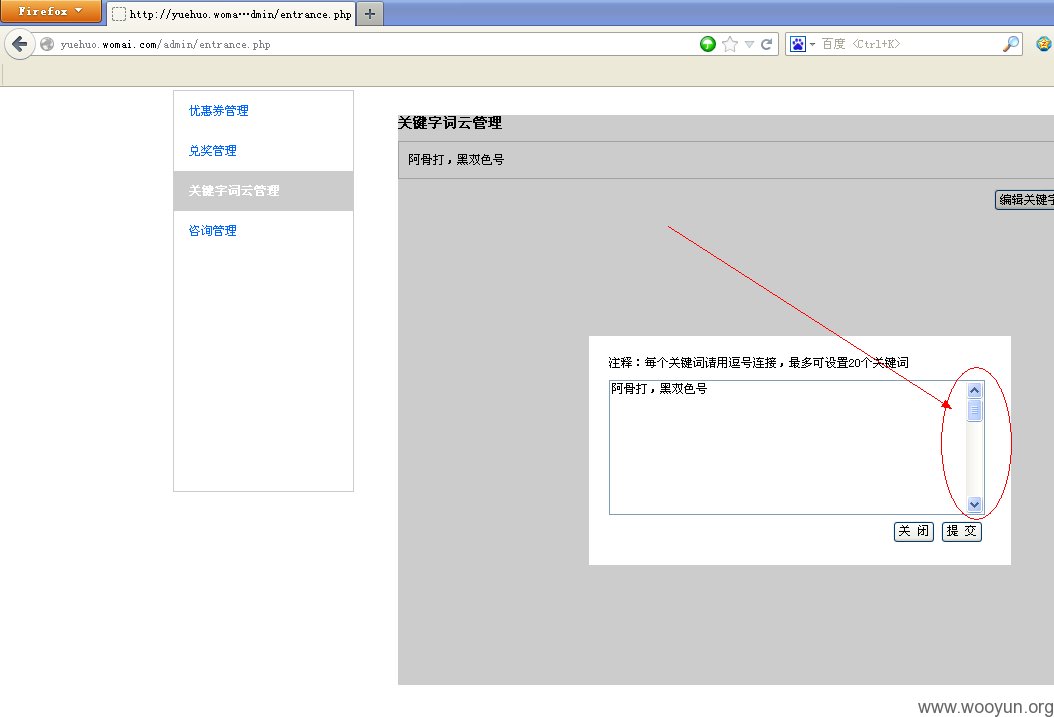 Firefox
http://yuehuo.woma···dmin/entrance.php
yuehuo.womai.com/admin/entrance.php
百度 <Ctrl+K>
优惠券管理
兑奖管理
关键字词云管理
咨询管理
关键字词云管理
阿骨打，黑双色号
编辑关键字
注释：每个关键词请用逗号连接，最多可设置20个关键词
阿骨打，黑双色号
关 闭
提 交
www.wooyun.org